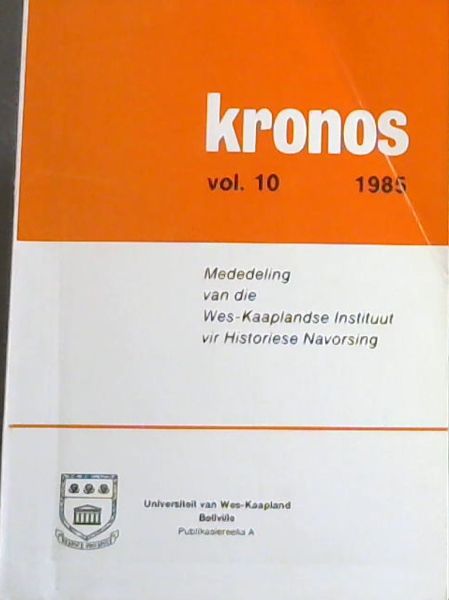 kronos
vol. 10 1985
Mededeling
van die
Wes-Kaaplandse Instituut
vir Historiese Navorsing
Universiteit van Wes-Kaapland
Bellville
Publikasiereeks A